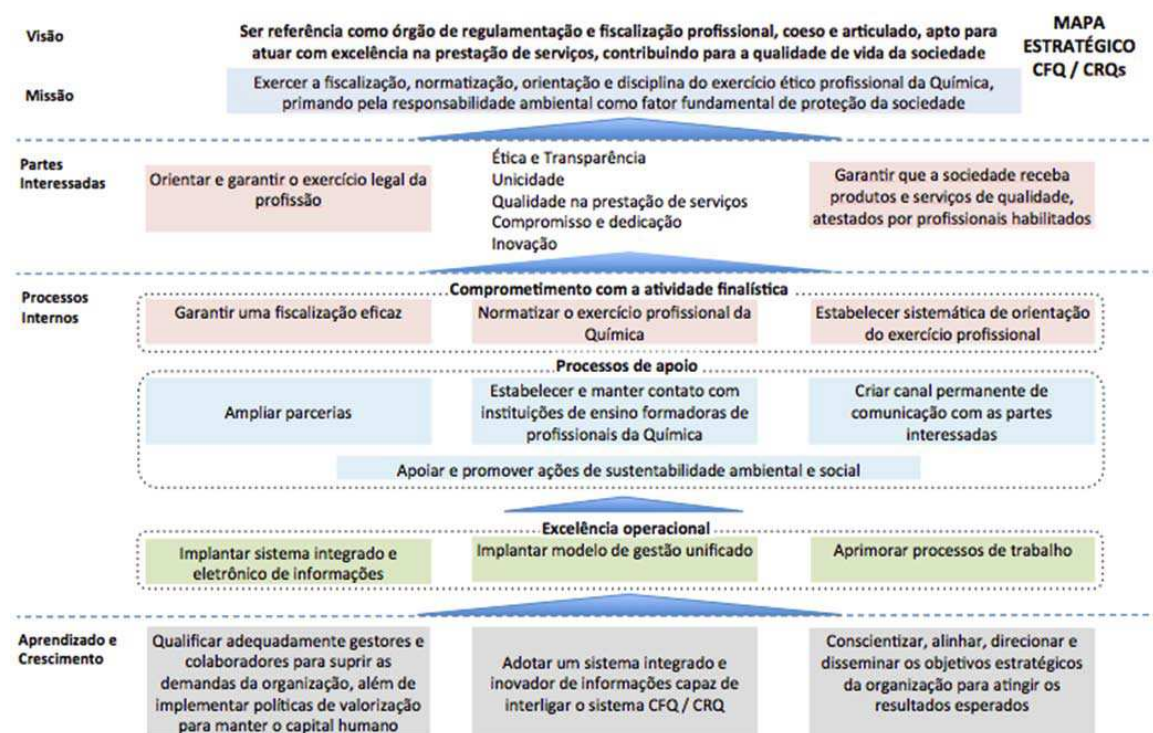 MAPA
ESTRATÉGICO
CFQ / CRQs
Visão
Ser referência como órgão de regulamentação e fiscalização profissional, coeso e articulado, apto para
atuar com excelência na prestação de serviços, contribuindo para a qualidade de vida da sociedade
Missão
Exercer a fiscalização, normatização, orientação e disciplina do exercício ético profissional da Química,
primando pela responsabilidade ambiental como fator fundamental de proteção da sociedade
Partes
Interessadas
Orientar e garantir o exercício legal da
profissão
Ética e Transparência
Unicidade
Qualidade na prestação de serviços
Compromisso e dedicação
Inovação
Garantir que a sociedade receba
produtos e serviços de qualidade,
atestados por profissionais habilitados
Processos
Internos
Comprometimento com a atividade finalística
Garantir uma fiscalização eficaz
Normatizar o exercício profissional da
Química
Estabelecer sistemática de orientação
do exercício profissional
Processos de apoio
Ampliar parcerias
Estabelecer e manter contato com
instituições de ensino formadoras de
profissionais da Química
Criar canal permanente de
comunicação com as partes
interessadas
Apoiar e promover ações de sustentabilidade ambiental e social
Excelência operacional
Implantar sistema integrado e
eletrônico de informações
Implantar modelo de gestão unificado
Aprimorar processos de trabalho
Aprendizado e
Crescimento
Qualificar adequadamente gestores e
colaboradores para suprir as
demandas da organização, além de
implementar políticas de valorização
para manter o capital humano
Adotar um sistema integrado e
inovador de informações capaz de
interligar o sistema CFQ / CRQ
Conscientizar, alinhar, direcionar e
disseminar os objetivos estratégicos
da organização para atingir os
resultados esperados